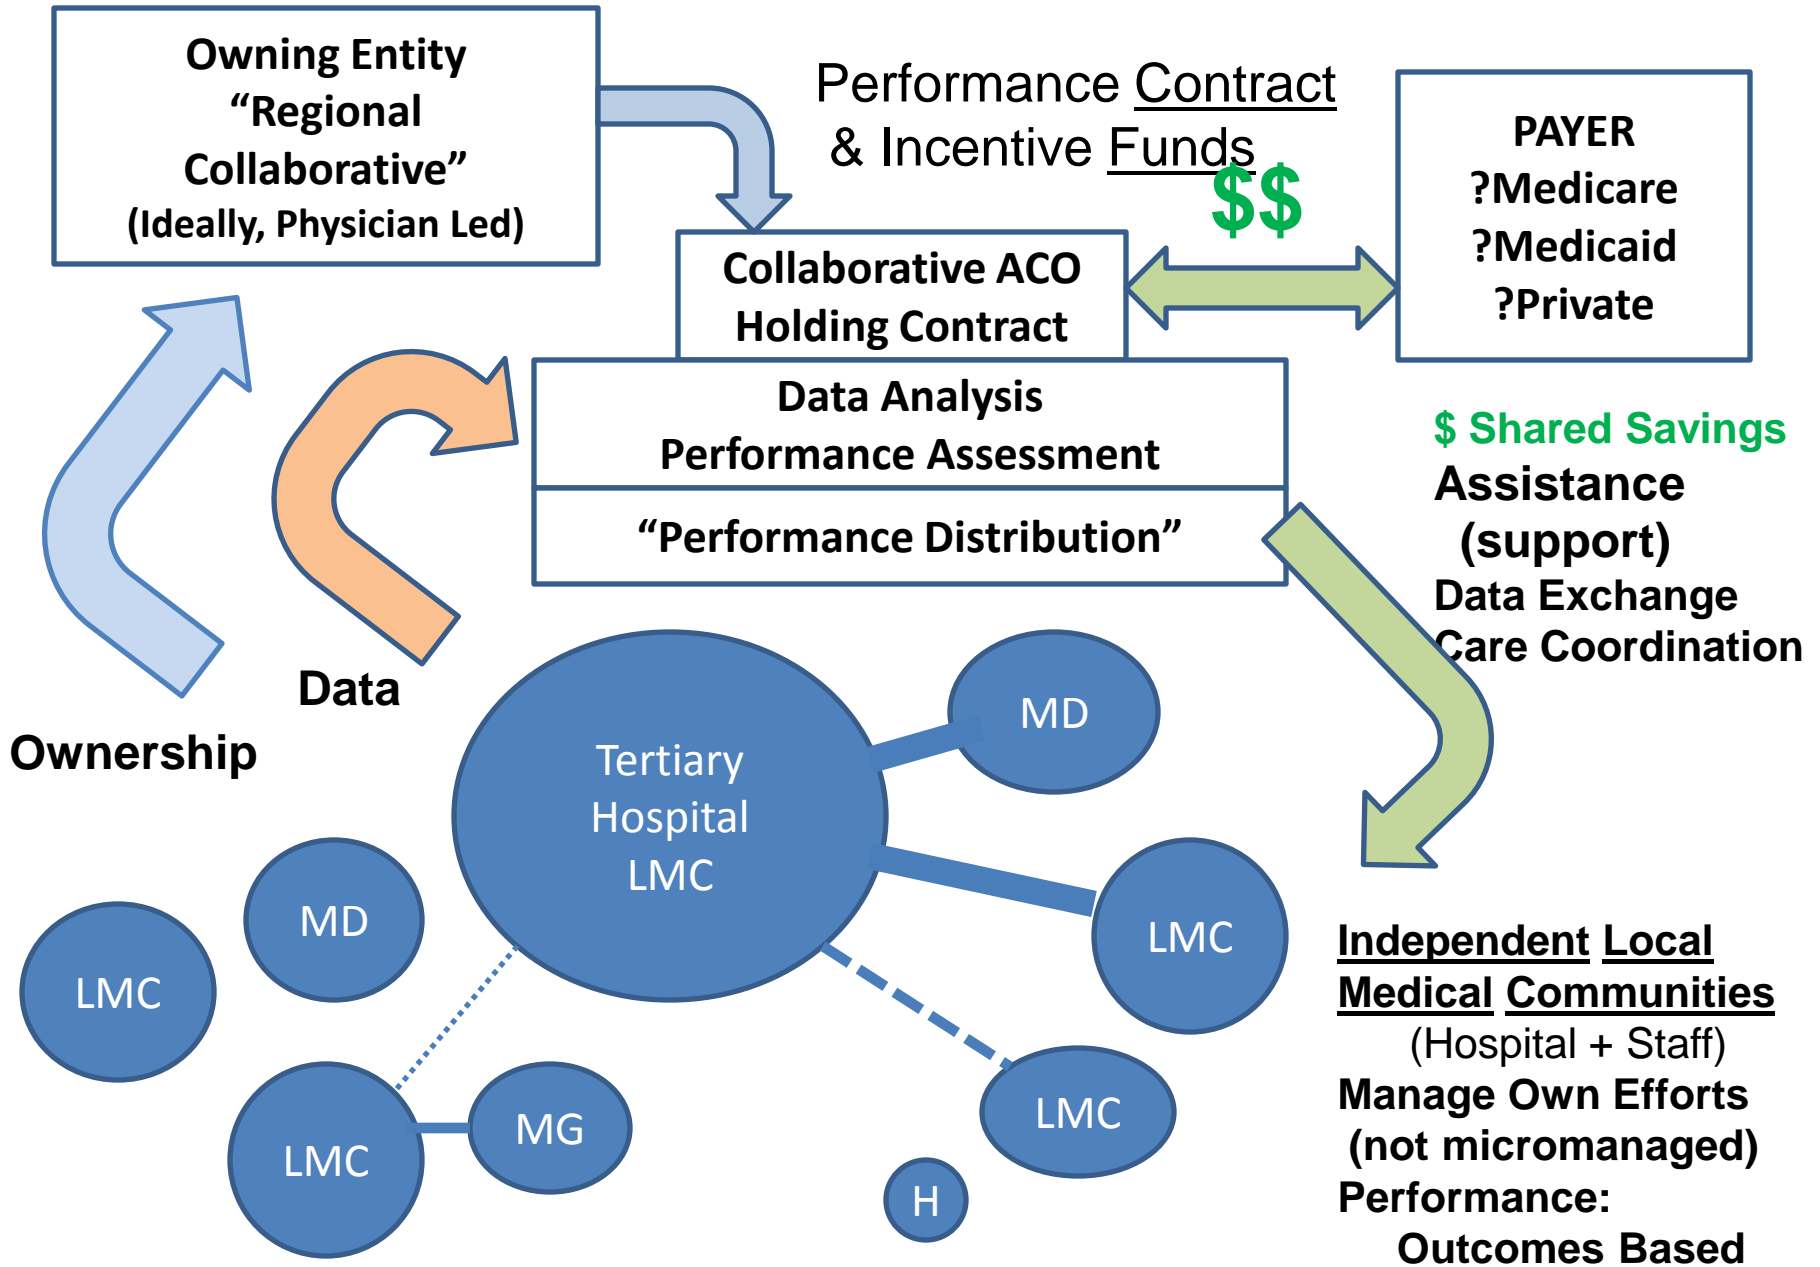 Owning Entity
“Regional
Collaborative”
(Ideally, Physician Led)
Performance Contract
& Incentive Funds
$$
PAYER
?Medicare
?Medicaid
?Private
Collaborative ACO
Holding Contract
Data Analysis
Performance Assessment
“Performance Distribution”
$ Shared Savings
Assistance
(support)
Data Exchange
Care Coordination
Data
Ownership
Tertiary
Hospital
LMC
MD
MD
LMC
LMC
LMC
MG
LMC
H
Independent Local
Medical Communities
(Hospital + Staff)
Manage Own Efforts
(not micromanaged)
Performance:
Outcomes Based